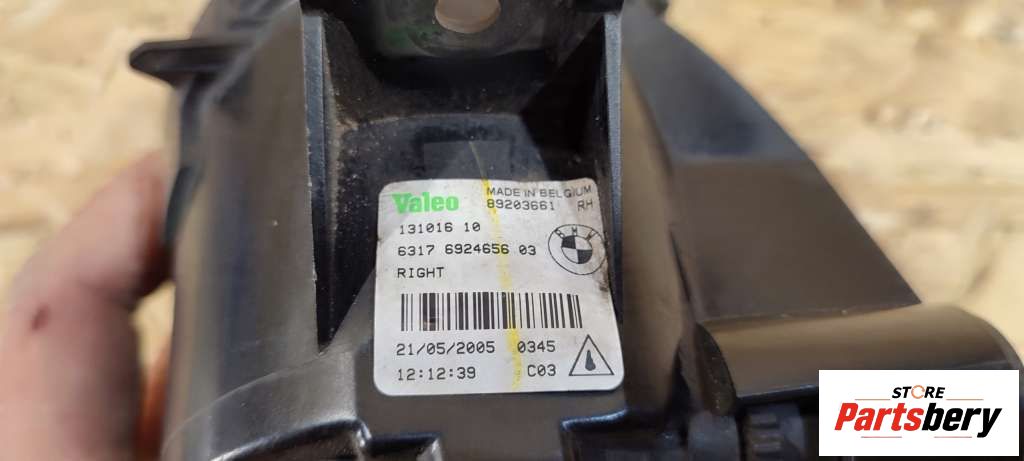 Valeo MADE IN BELGIUM
89203661 RH
131016 10
6317 6924656 03
BMW
RIGHT
21/05/2005 0345
12:12:39 C03
STORE
Partsbery